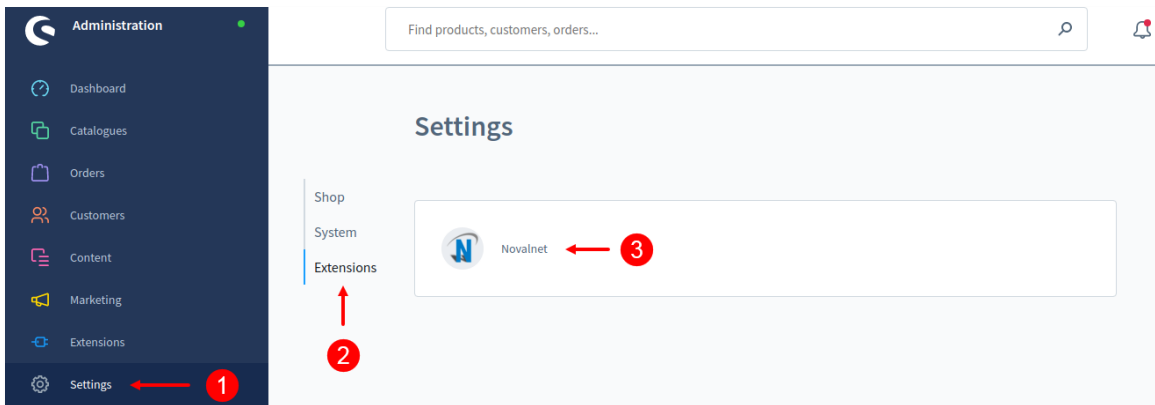 Administration
Find products, customers, orders...
Dashboard
Catalogues
Orders
Customers
Content
Marketing
Extensions
Settings
1
Settings
Shop
System
Extensions
2
N
Novalnet
3